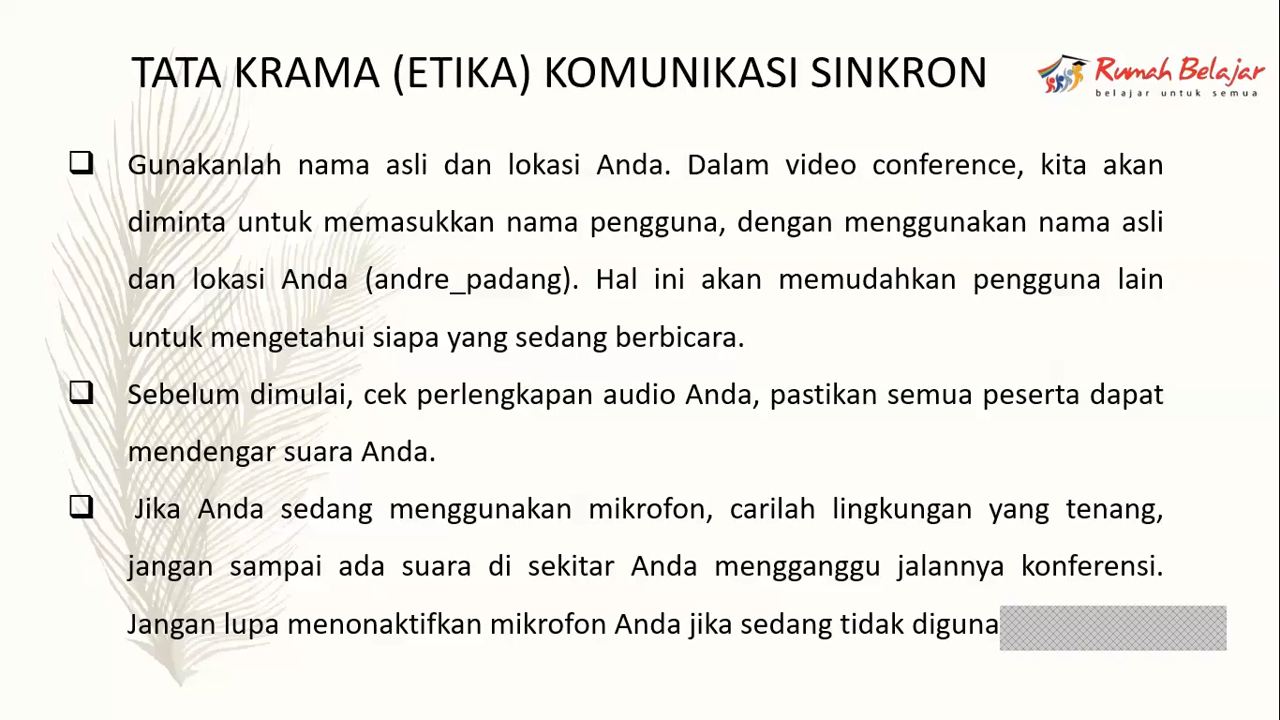 TATA KRAMA (ETIKA) KOMUNIKASI SINKRON
Rumah Belajar
belajar untuk semua
Gunakanlah nama asli dan lokasi Anda. Dalam video conference, kita akan
diminta untuk memasukkan nama pengguna, dengan menggunakan nama asli
dan lokasi Anda (andre_padang). Hal ini akan memudahkan pengguna lain
untuk mengetahui siapa yang sedang berbicara.
Sebelum dimulai, cek perlengkapan audio Anda, pastikan semua peserta dapat
mendengar suara Anda.
Jika Anda sedang menggunakan mikrofon, carilah lingkungan yang tenang,
jangan sampai ada suara di sekitar Anda mengganggu jalannya konferensi.
Jangan lupa menonaktifkan mikrofon Anda jika sedang tidak